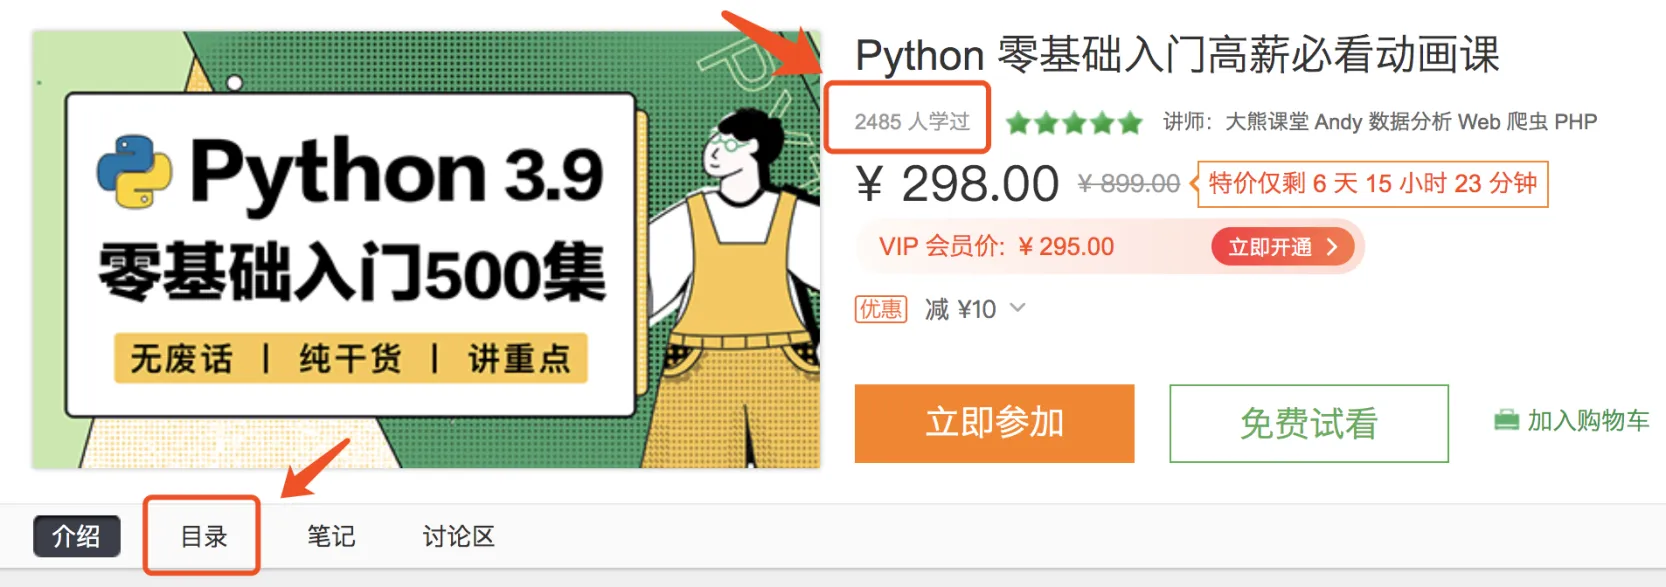 Python 3.9
零基础入门500集
无废话 | 纯干货 | 讲重点
Python 零基础入门高薪必看动画课
2485 人学过 讲师：大熊课堂 Andy 数据分析 Web 爬虫 PHP
¥ 298.00 ¥ 899.00 特价仅剩 6 天 15 小时 23 分钟
VIP 会员价: ¥ 295.00 立即开通
优惠 减 ¥10
立即参加 免费试看 加入购物车
介绍 目录 笔记 讨论区